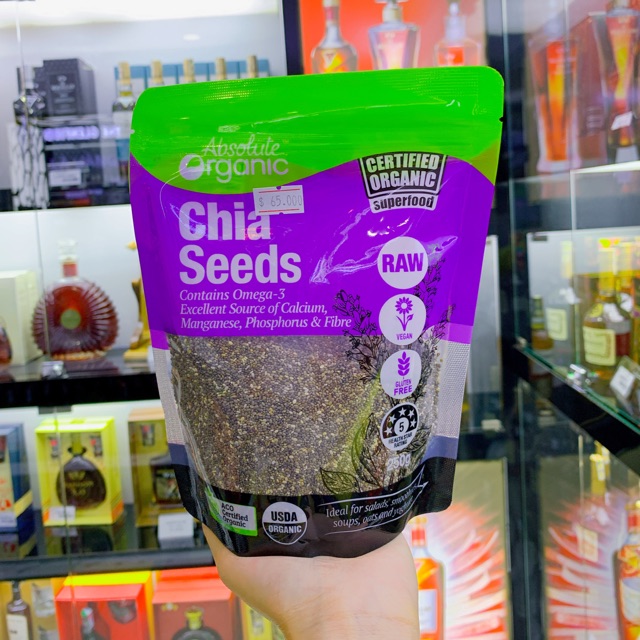 Absolute
Organic
CERTIFIED
ORGANIC
Superfood
$ 65.000
Chia
Seeds
Contains Omega-3
Excellent Source of Calcium,
Manganese, Phosphorus & Fibre
RAW
VEGAN
GLUTEN
FREE
5
HEALTH STAR
RATING
ACO
Certified
Organic
USDA
ORGANIC
Ideal for salads,
soups, oats and